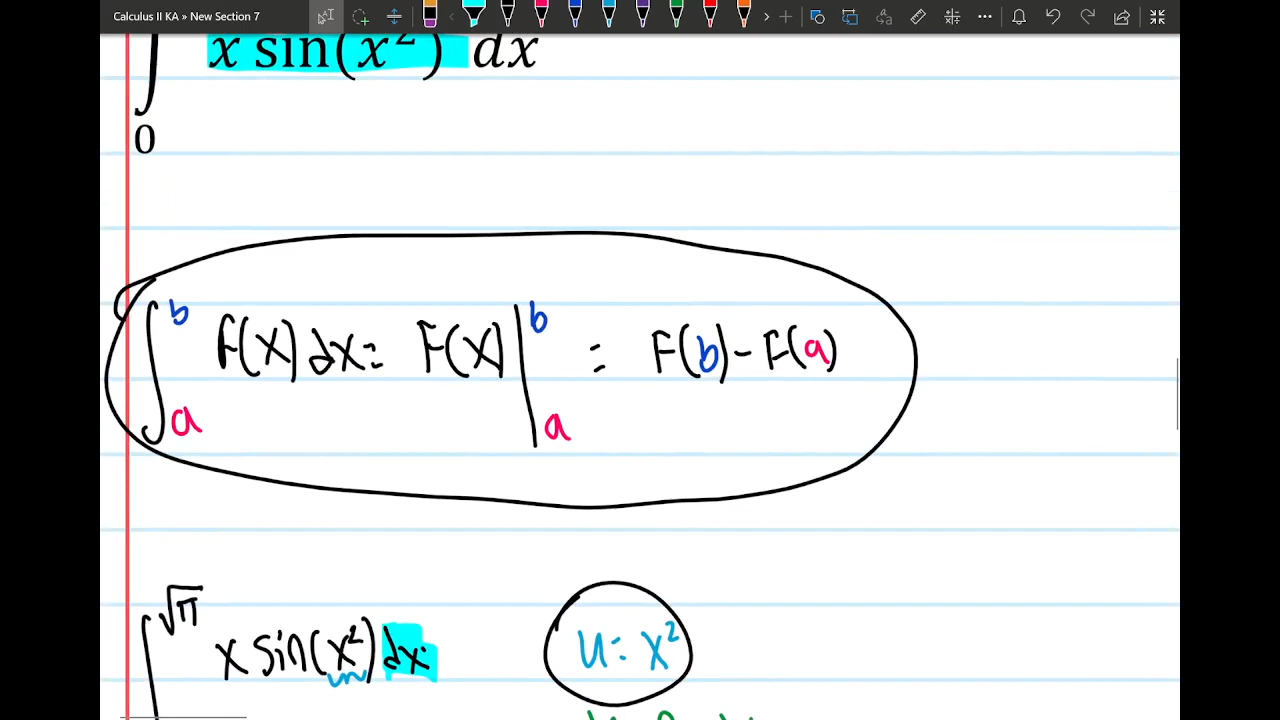 Calculus II KA » New Section 7
∫ x sin(x²) dx
0
∫ₐᵇ f(x) dx = F(x) |ₐᵇ = F(b) - F(a)
∫^√π x sin(x²) dx u = x²